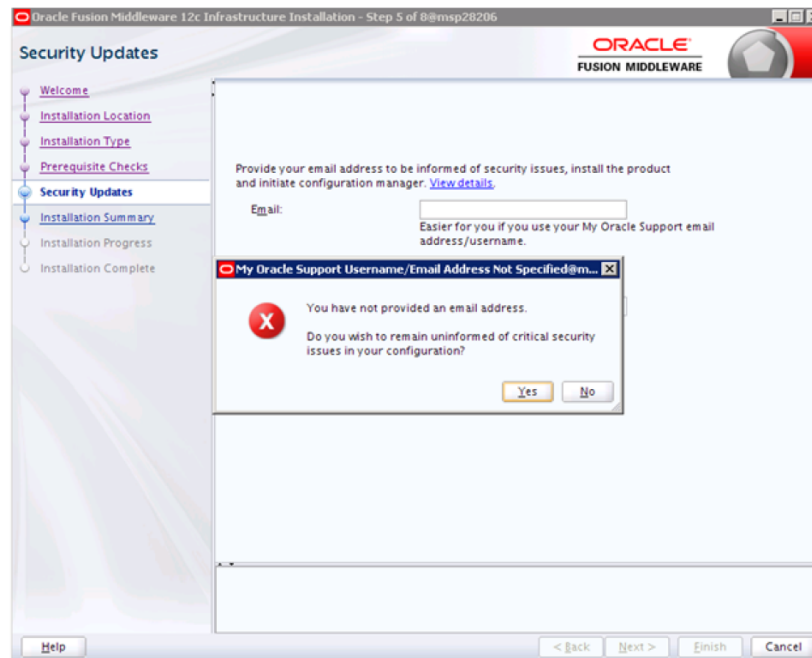 Oracle Fusion Middleware 12c Infrastructure Installation - Step 5 of 8@msp28206
Security Updates
ORACLE
FUSION MIDDLEWARE
Welcome
Installation Location
Installation Type
Prerequisite Checks
Security Updates
Installation Summary
Installation Progress
Installation Complete
Provide your email address to be informed of security issues, install the product
and initiate configuration manager. View details.
Email:
Easier for you if you use your My Oracle Support email
address/username.
My Oracle Support Username/Email Address Not Specified@m...
You have not provided an email address.
Do you wish to remain uninformed of critical security
issues in your configuration?
Yes
No
Help
< Back
Next >
Finish
Cancel